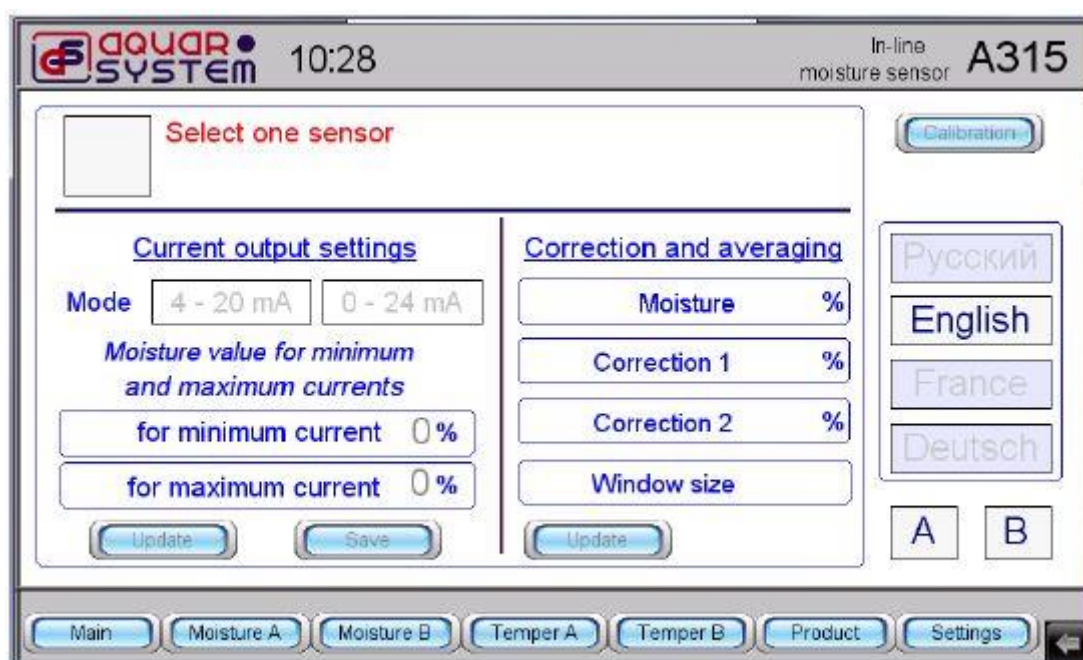 AQUAR
SYSTEM
10:28
In-line
moisture sensor
A315
Select one sensor
Calibration
Current output settings
Mode 4 - 20 mA 0 - 24 mA
Moisture value for minimum
and maximum currents
for minimum current 0 %
for maximum current 0 %
Update Save
Correction and averaging
Moisture %
Correction 1 %
Correction 2 %
Window size
Update
Русский
English
France
Deutsch
A B
Main Moisture A Moisture B Temper A Temper B Product Settings